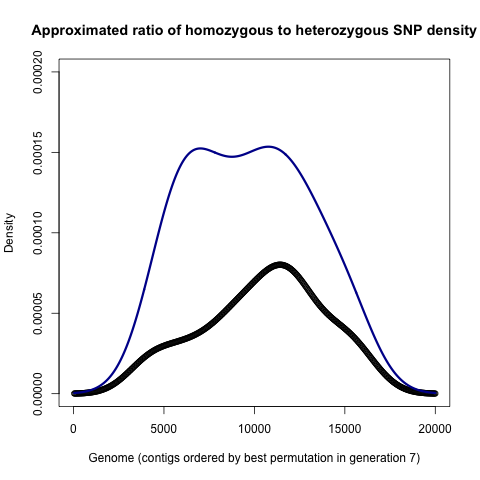 Approximated ratio of homozygous to heterozygous SNP density
0.00020
0.00015
0.00010
0.00005
0.00000
Density
0 5000 10000 15000 20000
Genome (contigs ordered by best permutation in generation 7)